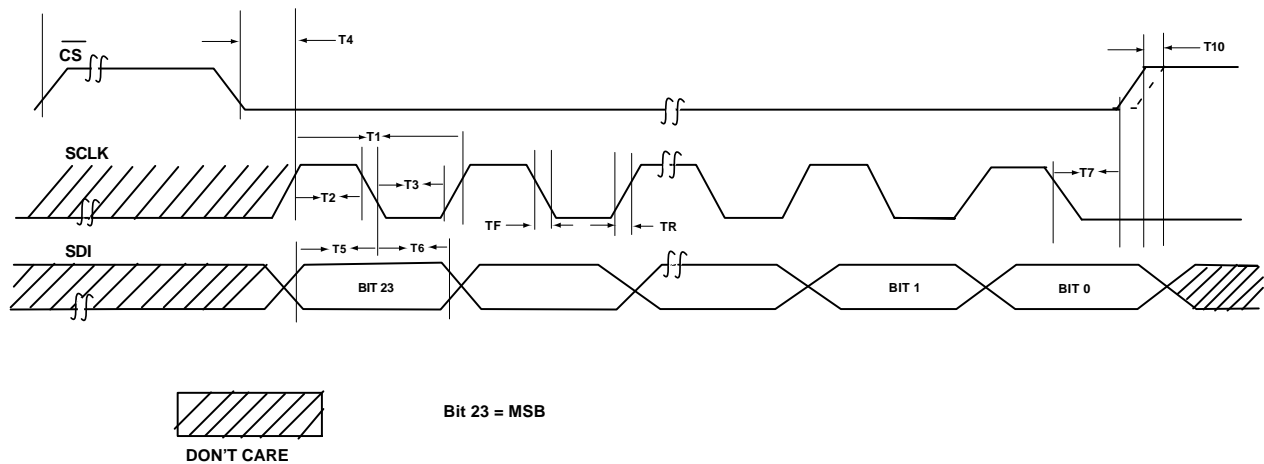 T4
T10
CS
T1
SCLK
T2
T3
T7
TF
TR
SDI
T5
T6
BIT 23
BIT 1
BIT 0
Bit 23 = MSB
DON'T CARE